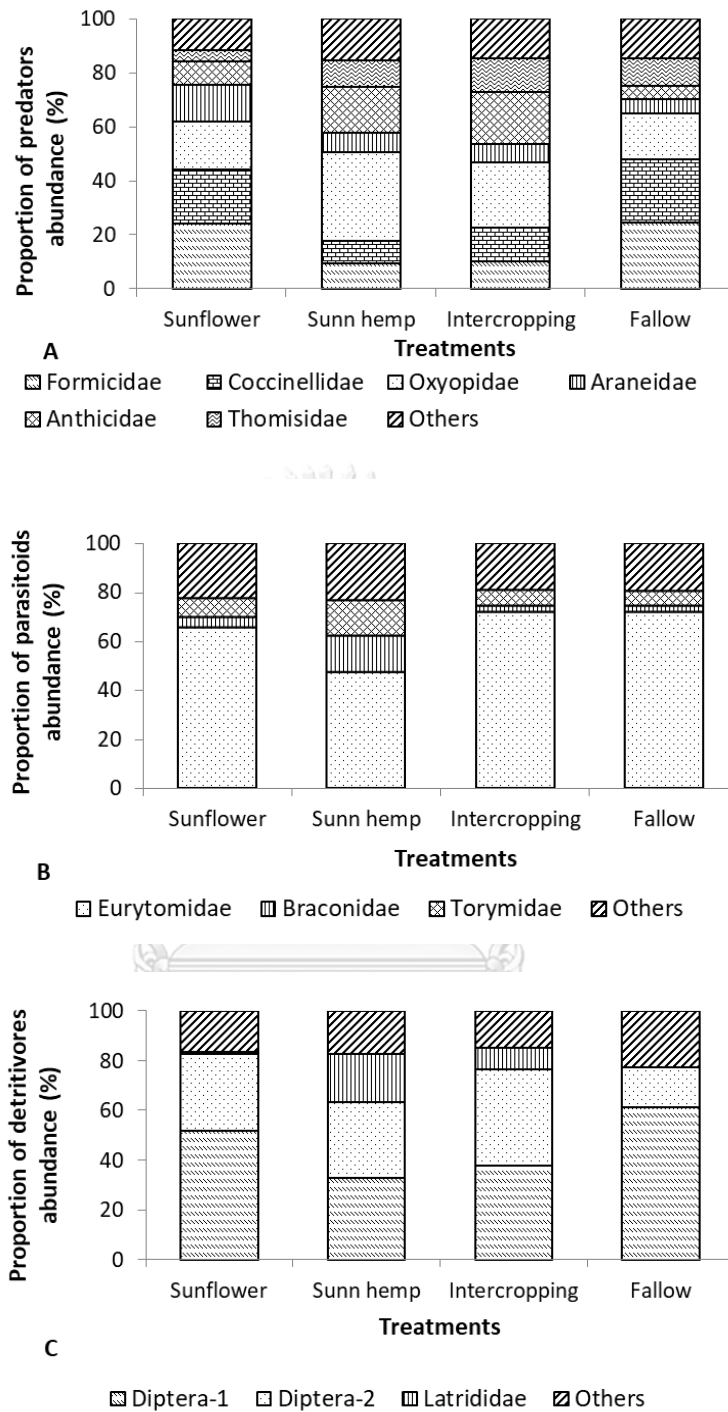 Proportion of predators
abundance (%)
100
80
60
40
20
0
Sunflower Sunn hemp Intercropping Fallow
A
Treatments
Formicidae Coccinellidae Oxyopidae Araneidae
Anthicidae Thomisidae Others
Proportion of parasitoids
abundance (%)
100
80
60
40
20
0
Sunflower Sunn hemp Intercropping Fallow
Treatments
B
Eurytomidae Braconidae Torymidae Others
Proportion of detritivores
abundance (%)
100
80
60
40
20
0
Sunflower Sunn hemp Intercropping Fallow
Treatments
C
Diptera-1 Diptera-2 Latrididae Others